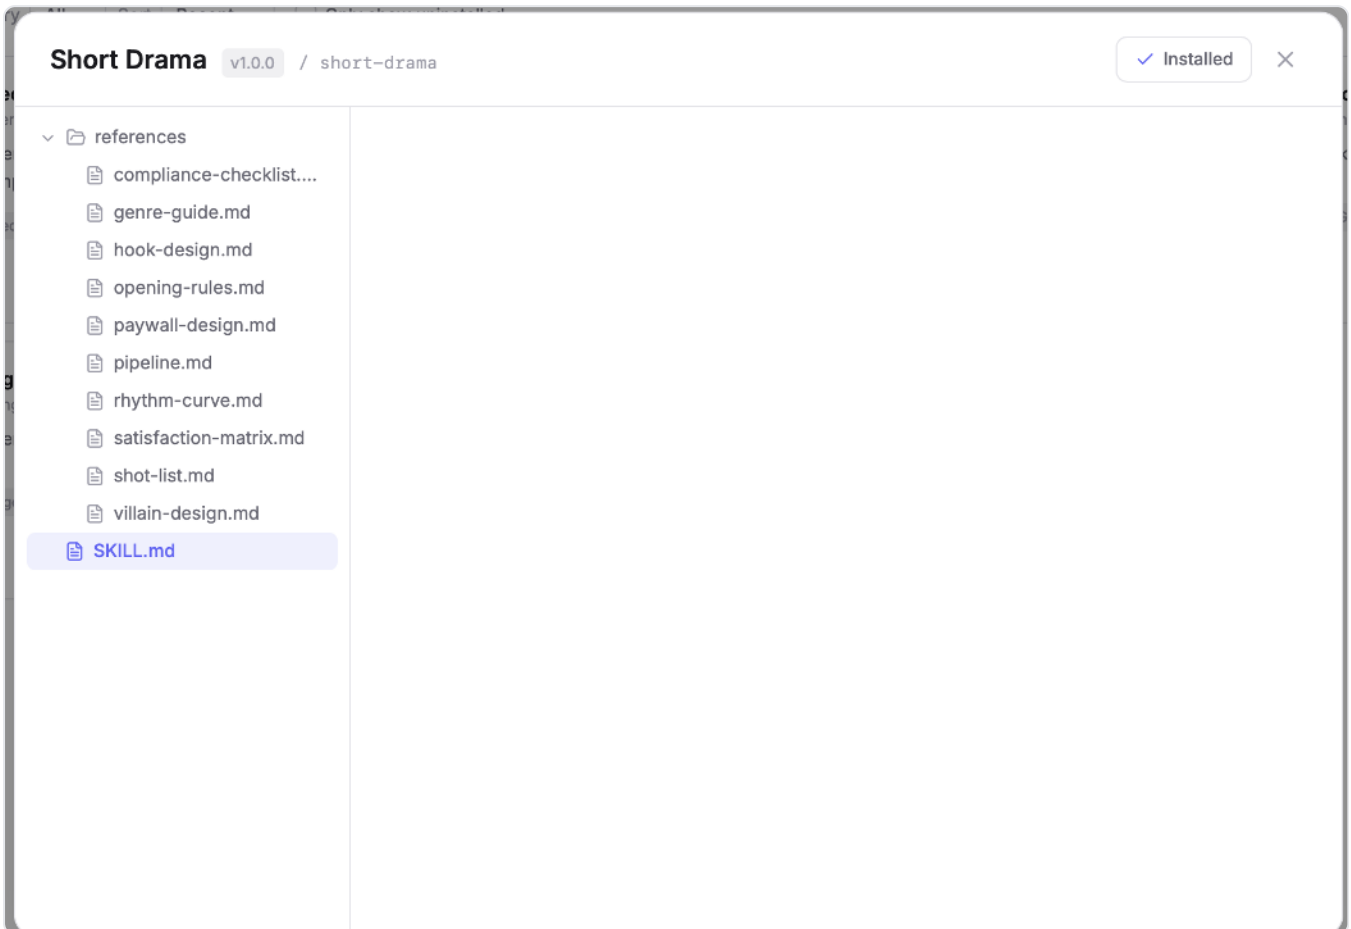 Short Drama v1.0.0 / short-drama
Installed
references
compliance-checklist....
genre-guide.md
hook-design.md
opening-rules.md
paywall-design.md
pipeline.md
rhythm-curve.md
satisfaction-matrix.md
shot-list.md
villain-design.md
SKILL.md